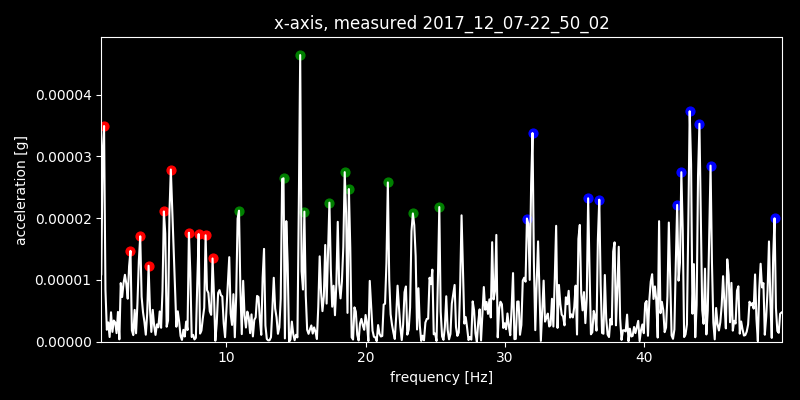 x-axis, measured 2017_12_07-22_50_02
acceleration [g]
0.00004
0.00003
0.00002
0.00001
0.00000
10 20 30 40
frequency [Hz]